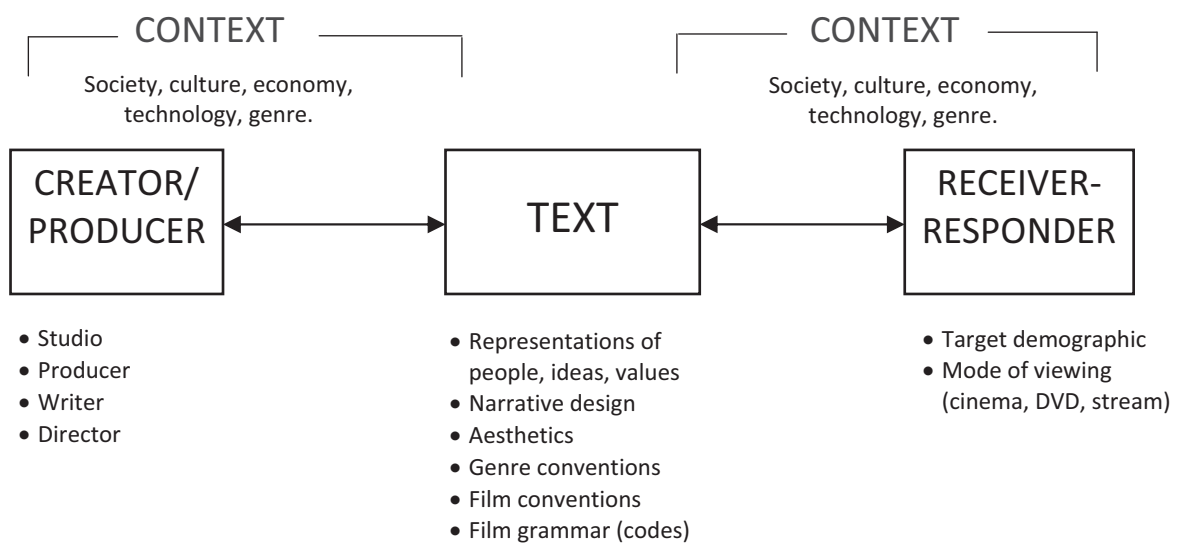 CONTEXT
Society, culture, economy,
technology, genre.
CONTEXT
Society, culture, economy,
technology, genre.
CREATOR/
PRODUCER
TEXT
RECEIVER-
RESPONDER
• Studio
• Producer
• Writer
• Director
• Representations of
people, ideas, values
• Narrative design
• Aesthetics
• Genre conventions
• Film conventions
• Film grammar (codes)
• Target demographic
• Mode of viewing
(cinema, DVD, stream)